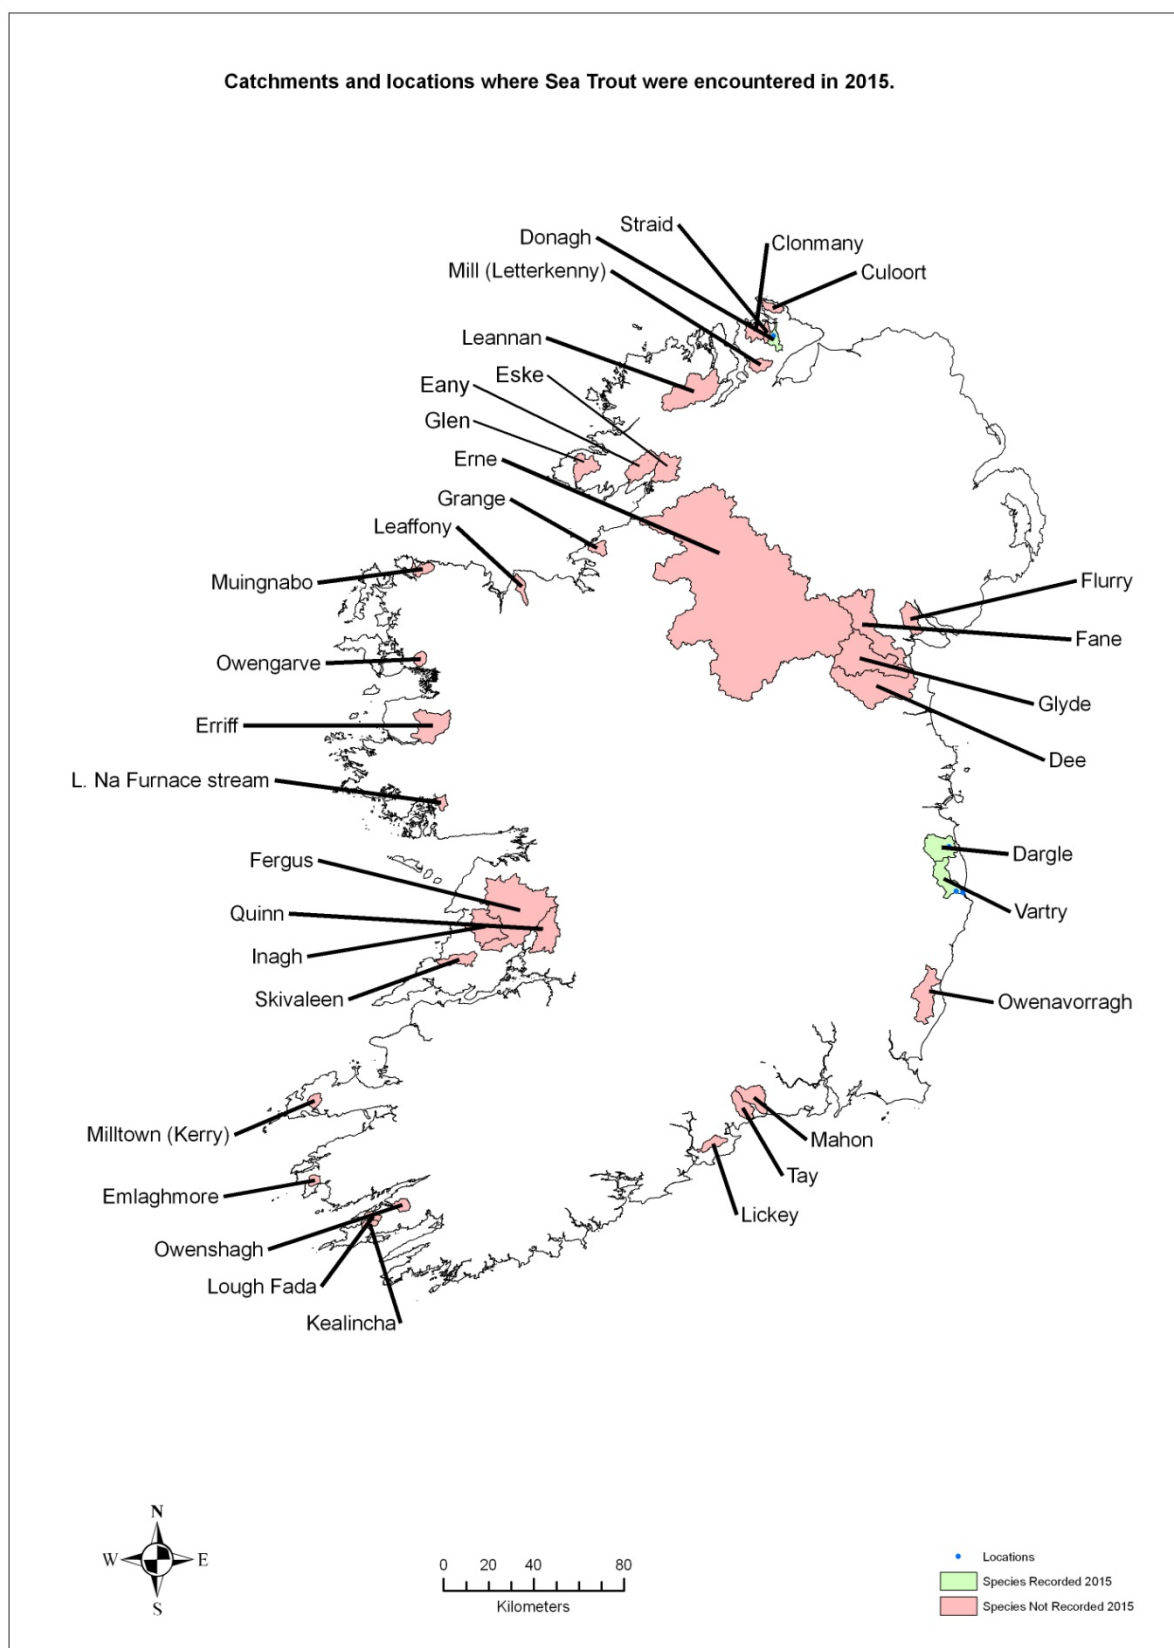 Catchments and locations where Sea Trout were encountered in 2015.
Straid
Donagh
Clonmany
Mill (Letterkenny)
Culoort
Leannan
Eske
Eany
Glen
Erne
Grange
Leaffony
Muingnabo
Flurry
Fane
Owengarve
Glyde
Erriff
Dee
L. Na Furnace stream
Dargle
Fergus
Vartry
Quinn
Inagh
Skivaleen
Owenavorragh
Milltown (Kerry)
Mahon
Tay
Emlaghmore
Lickey
Owenshagh
Lough Fada
Kealincha
N
W E
S
0 20 40 80
Kilometers
Locations
Species Recorded 2015
Species Not Recorded 2015